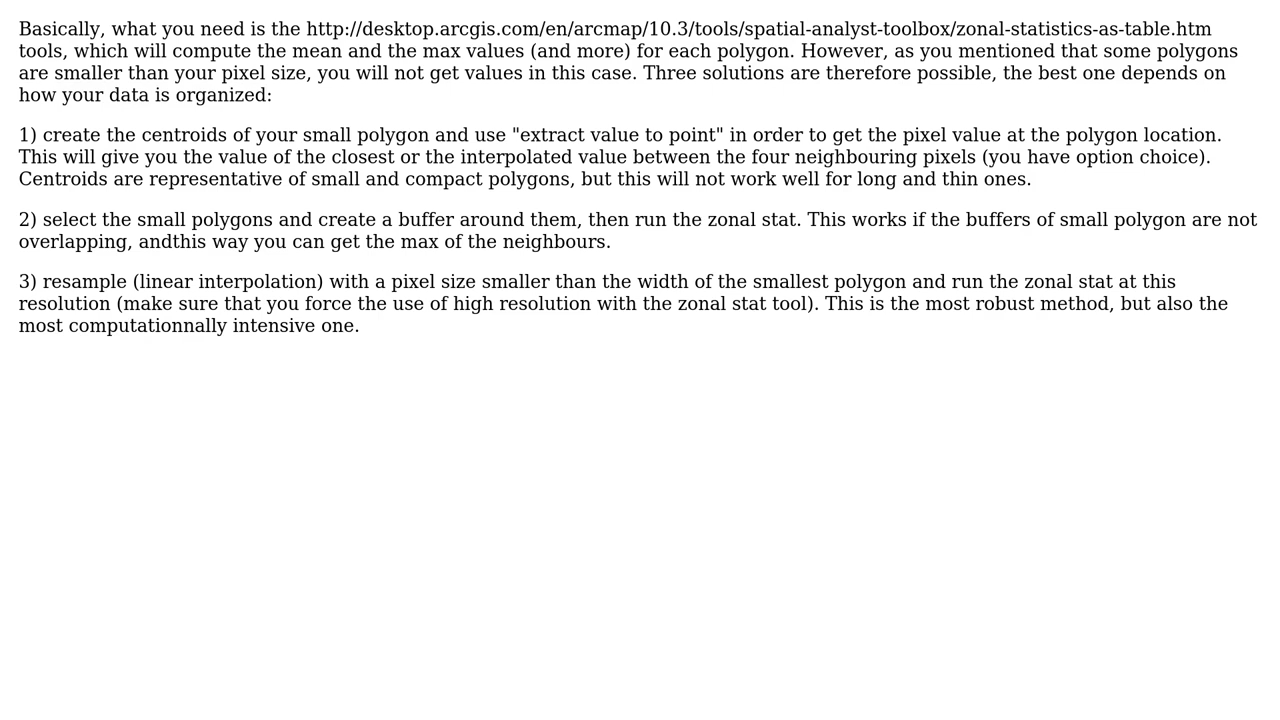 Basically, what you need is the http://desktop.arcgis.com/en/arcmap/10.3/tools/spatial-analyst-toolbox/zonal-statistics-as-table.htm
tools, which will compute the mean and the max values (and more) for each polygon. However, as you mentioned that some polygons
are smaller than your pixel size, you will not get values in this case. Three solutions are therefore possible, the best one depends on
how your data is organized:
1) create the centroids of your small polygon and use "extract value to point" in order to get the pixel value at the polygon location.
This will give you the value of the closest or the interpolated value between the four neighbouring pixels (you have option choice).
Centroids are representative of small and compact polygons, but this will not work well for long and thin ones.
2) select the small polygons and create a buffer around them, then run the zonal stat. This works if the buffers of small polygon are not
overlapping, andthis way you can get the max of the neighbours.
3) resample (linear interpolation) with a pixel size smaller than the width of the smallest polygon and run the zonal stat at this
resolution (make sure that you force the use of high resolution with the zonal stat tool). This is the most robust method, but also the
most computationnally intensive one.